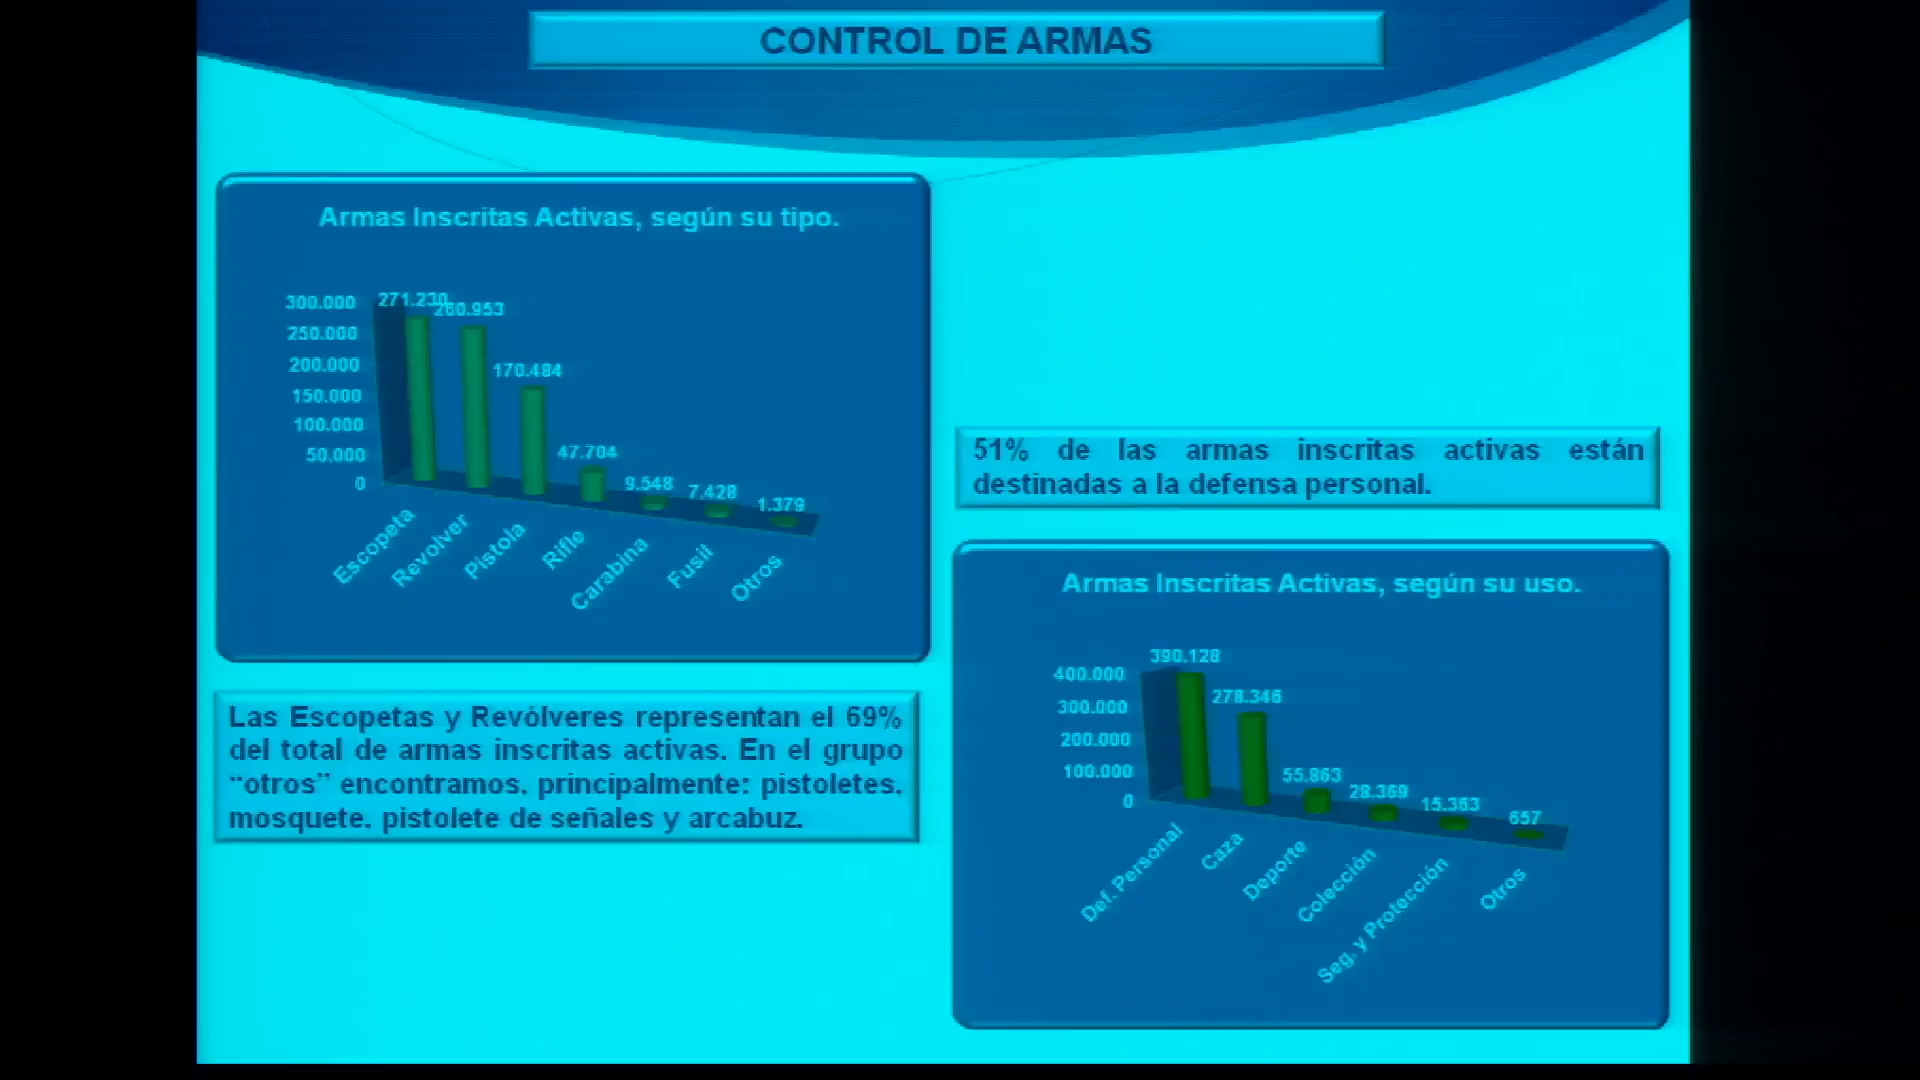 CONTROL DE ARMAS
Armas Inscritas Activas, según su tipo.
300.000
250.000
200.000
150.000
100.000
50.000
0
271.230
260.953
170.484
47.704
9.548
7.428
1.379
Escopeta
Revolver
Pistola
Rifle
Carabina
Fusil
Otros
Las Escopetas y Revólveres representan el 69%
del total de armas inscritas activas. En el grupo
“otros” encontramos, principalmente: pistoletes,
mosquete, pistolete de señales y arcabuz.
51% de las armas inscritas activas están
destinadas a la defensa personal.
Armas Inscritas Activas, según su uso.
400.000
300.000
200.000
100.000
0
390.128
278.346
55.863
28.369
15.363
657
Def. Personal
Caza
Deporte
Colección
Seg. y Protección
Otros